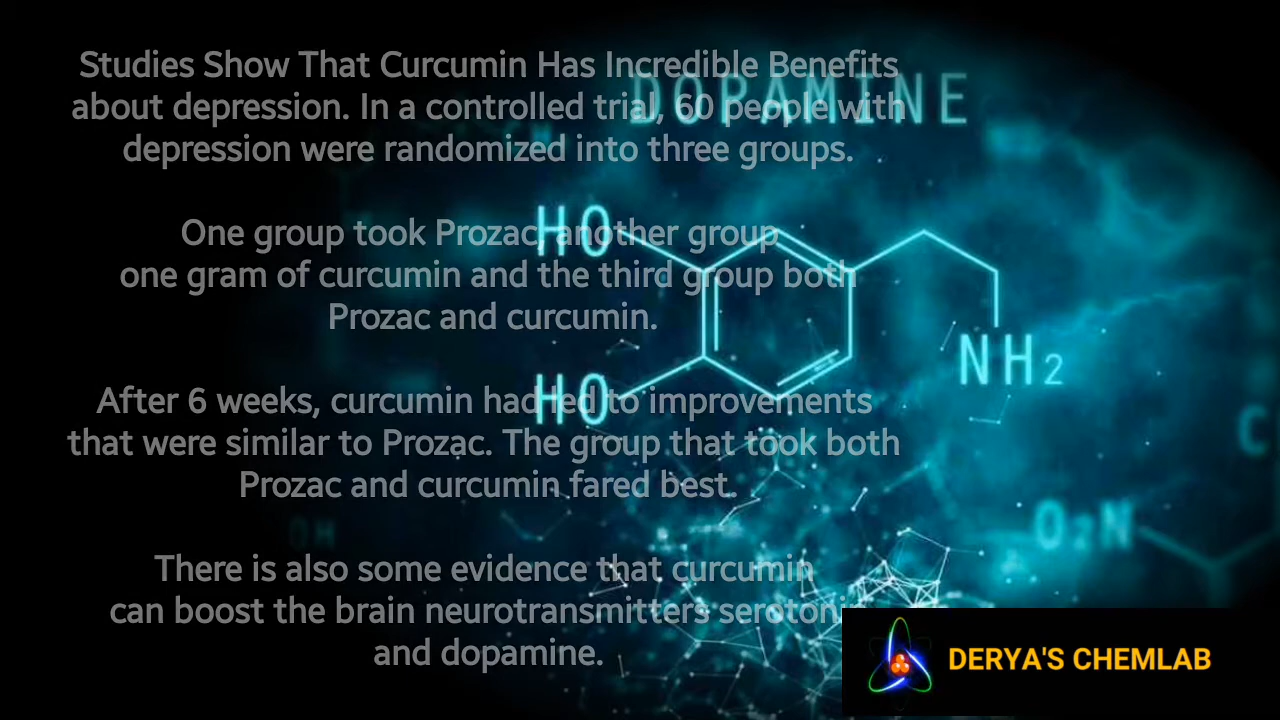 Studies Show That Curcumin Has Incredible Benefits
about depression. In a controlled trial, 60 people with
depression were randomized into three groups.
One group took Prozac, another group
one gram of curcumin and the third group both
Prozac and curcumin.
After 6 weeks, curcumin had led to improvements
that were similar to Prozac. The group that took both
Prozac and curcumin fared best.
There is also some evidence that curcumin
can boost the brain neurotransmitters
and dopamine.
DOPAMINE
HO
HO
NH2
O2N
OH
C
DERYA'S CHEMLAB